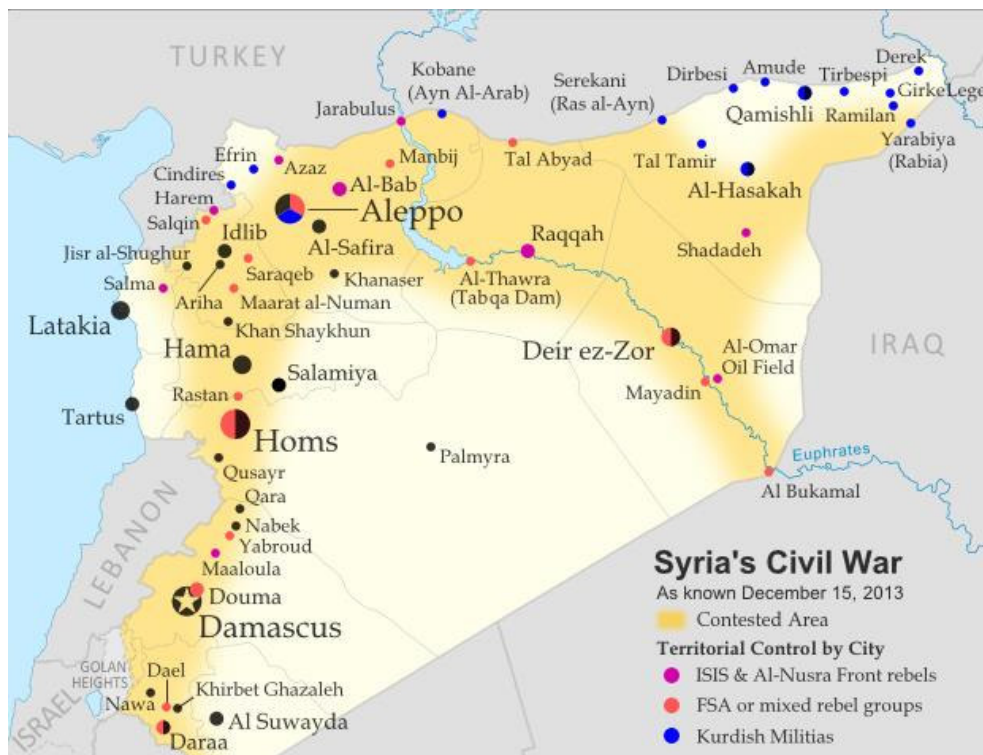 TURKEY
Kobane
(Ayn Al-Arab)
Serekani
(Ras al-Ayn)
Dirbesi
Amude
Tirbespi
Derek
GirkeLege
Jarabulus
Qamishli
Ramilan
Yarabiya
(Rabia)
Efrin
Azaz
Manbij
Tal Abyad
Tal Tamir
Cindires
Al-Bab
Al-Hasakah
Harem
Aleppo
Salqin
Idlib
Al-Safira
Raqqah
Shadadeh
Jisr al-Shughur
Saraqeb
Khanaser
Al-Thawra
(Tabqa Dam)
Salma
Ariha
Maarat al-Numan
Latakia
Khan Shaykhun
Hama
Deir ez-Zor
Al-Omar
Oil Field
IRAQ
Salamiya
Mayadin
Rastan
Tartus
Homs
Palmyra
Euphrates
Qusayr
Al Bukamal
Qara
LEBANON
Nabek
Yabroud
Maaloula
Douma
Damascus
GOLAN
HEIGHTS
ISRAEL
Dael
Nawa
Khirbet Ghazaleh
Daraa
Al Suwayda
Syria's Civil War
As known December 15, 2013
Contested Area
Territorial Control by City
ISIS & Al-Nusra Front rebels
FSA or mixed rebel groups
Kurdish Militias